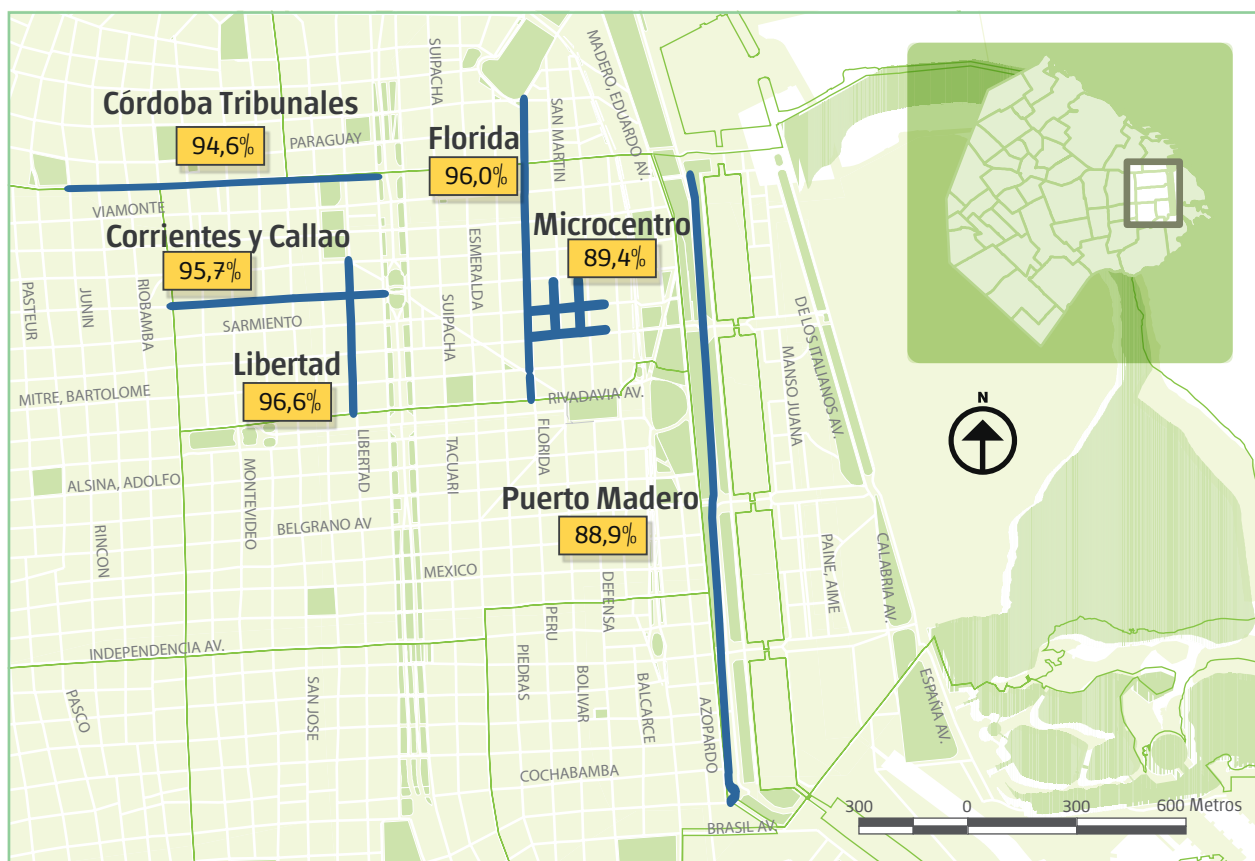 SUIPACHA
MADERO, EDUARDO AV.
Córdoba Tribunales
94,6%
PARAGUAY
Florida
96,0%
SAN MARTIN
VIAMONTE
Corrientes y Callao
95,7%
ESMERALDA
Microcentro
89,4%
PASTEUR
JUNIN
RIOBAMBA
SARMIENTO
SUIPACHA
DE LOS ITALIANOS AV.
MANSO JUANA
Libertad
96,6%
MITRE, BARTOLOME
RIVADAVIA AV.
N
FLORIDA
LIBERTAD
TACUARI
MONTEVIDEO
ALSINA, ADOLFO
Puerto Madero
88,9%
BELGRANO AV
RINCON
MEXICO
DEFENSA
PAINE, AIME
CALABRIA AV.
PERU
INDEPENDENCIA AV.
PIEDRAS
BOLIVAR
BALCARCE
AZOPARDO
ESPAÑA AV.
PASCO
SAN JOSE
COCHABAMBA
BRASIL AV.
300 0 300 600 Metros